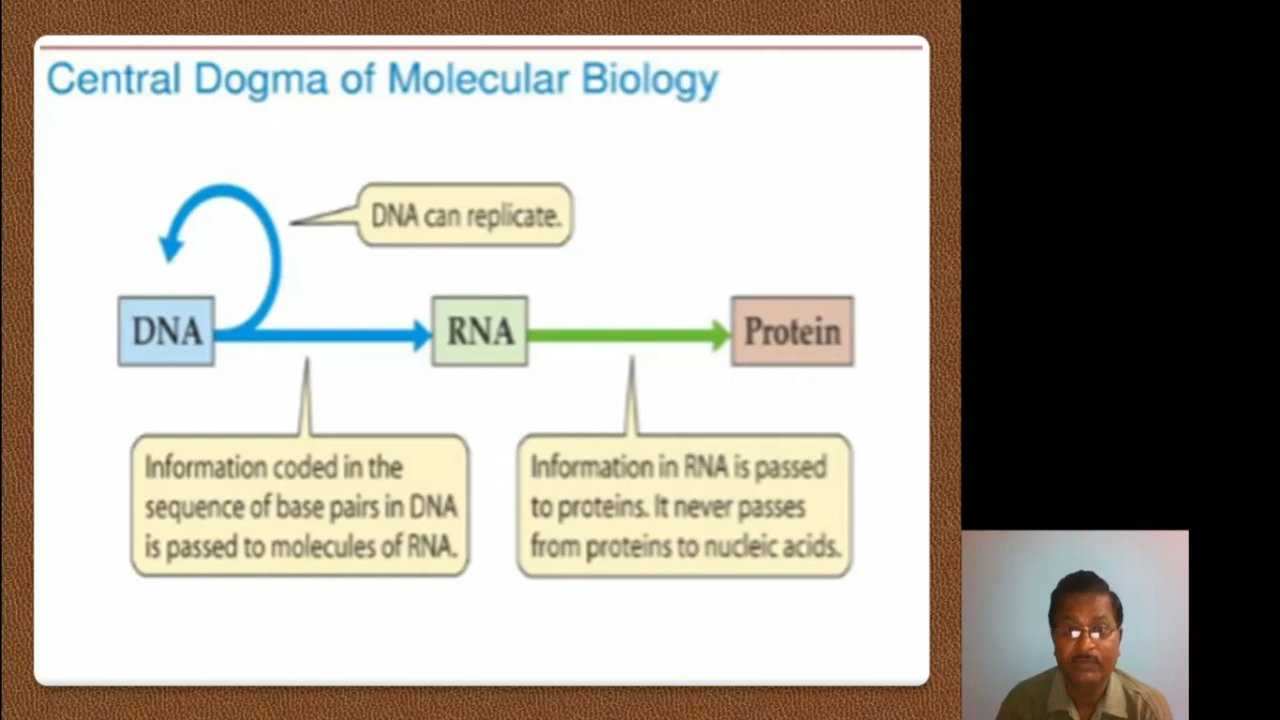 Central Dogma of Molecular Biology
DNA can replicate.
DNA
RNA
Protein
Information coded in the
sequence of base pairs in DNA
is passed to molecules of RNA.
Information in RNA is passed
to proteins. It never passes
from proteins to nucleic acids.